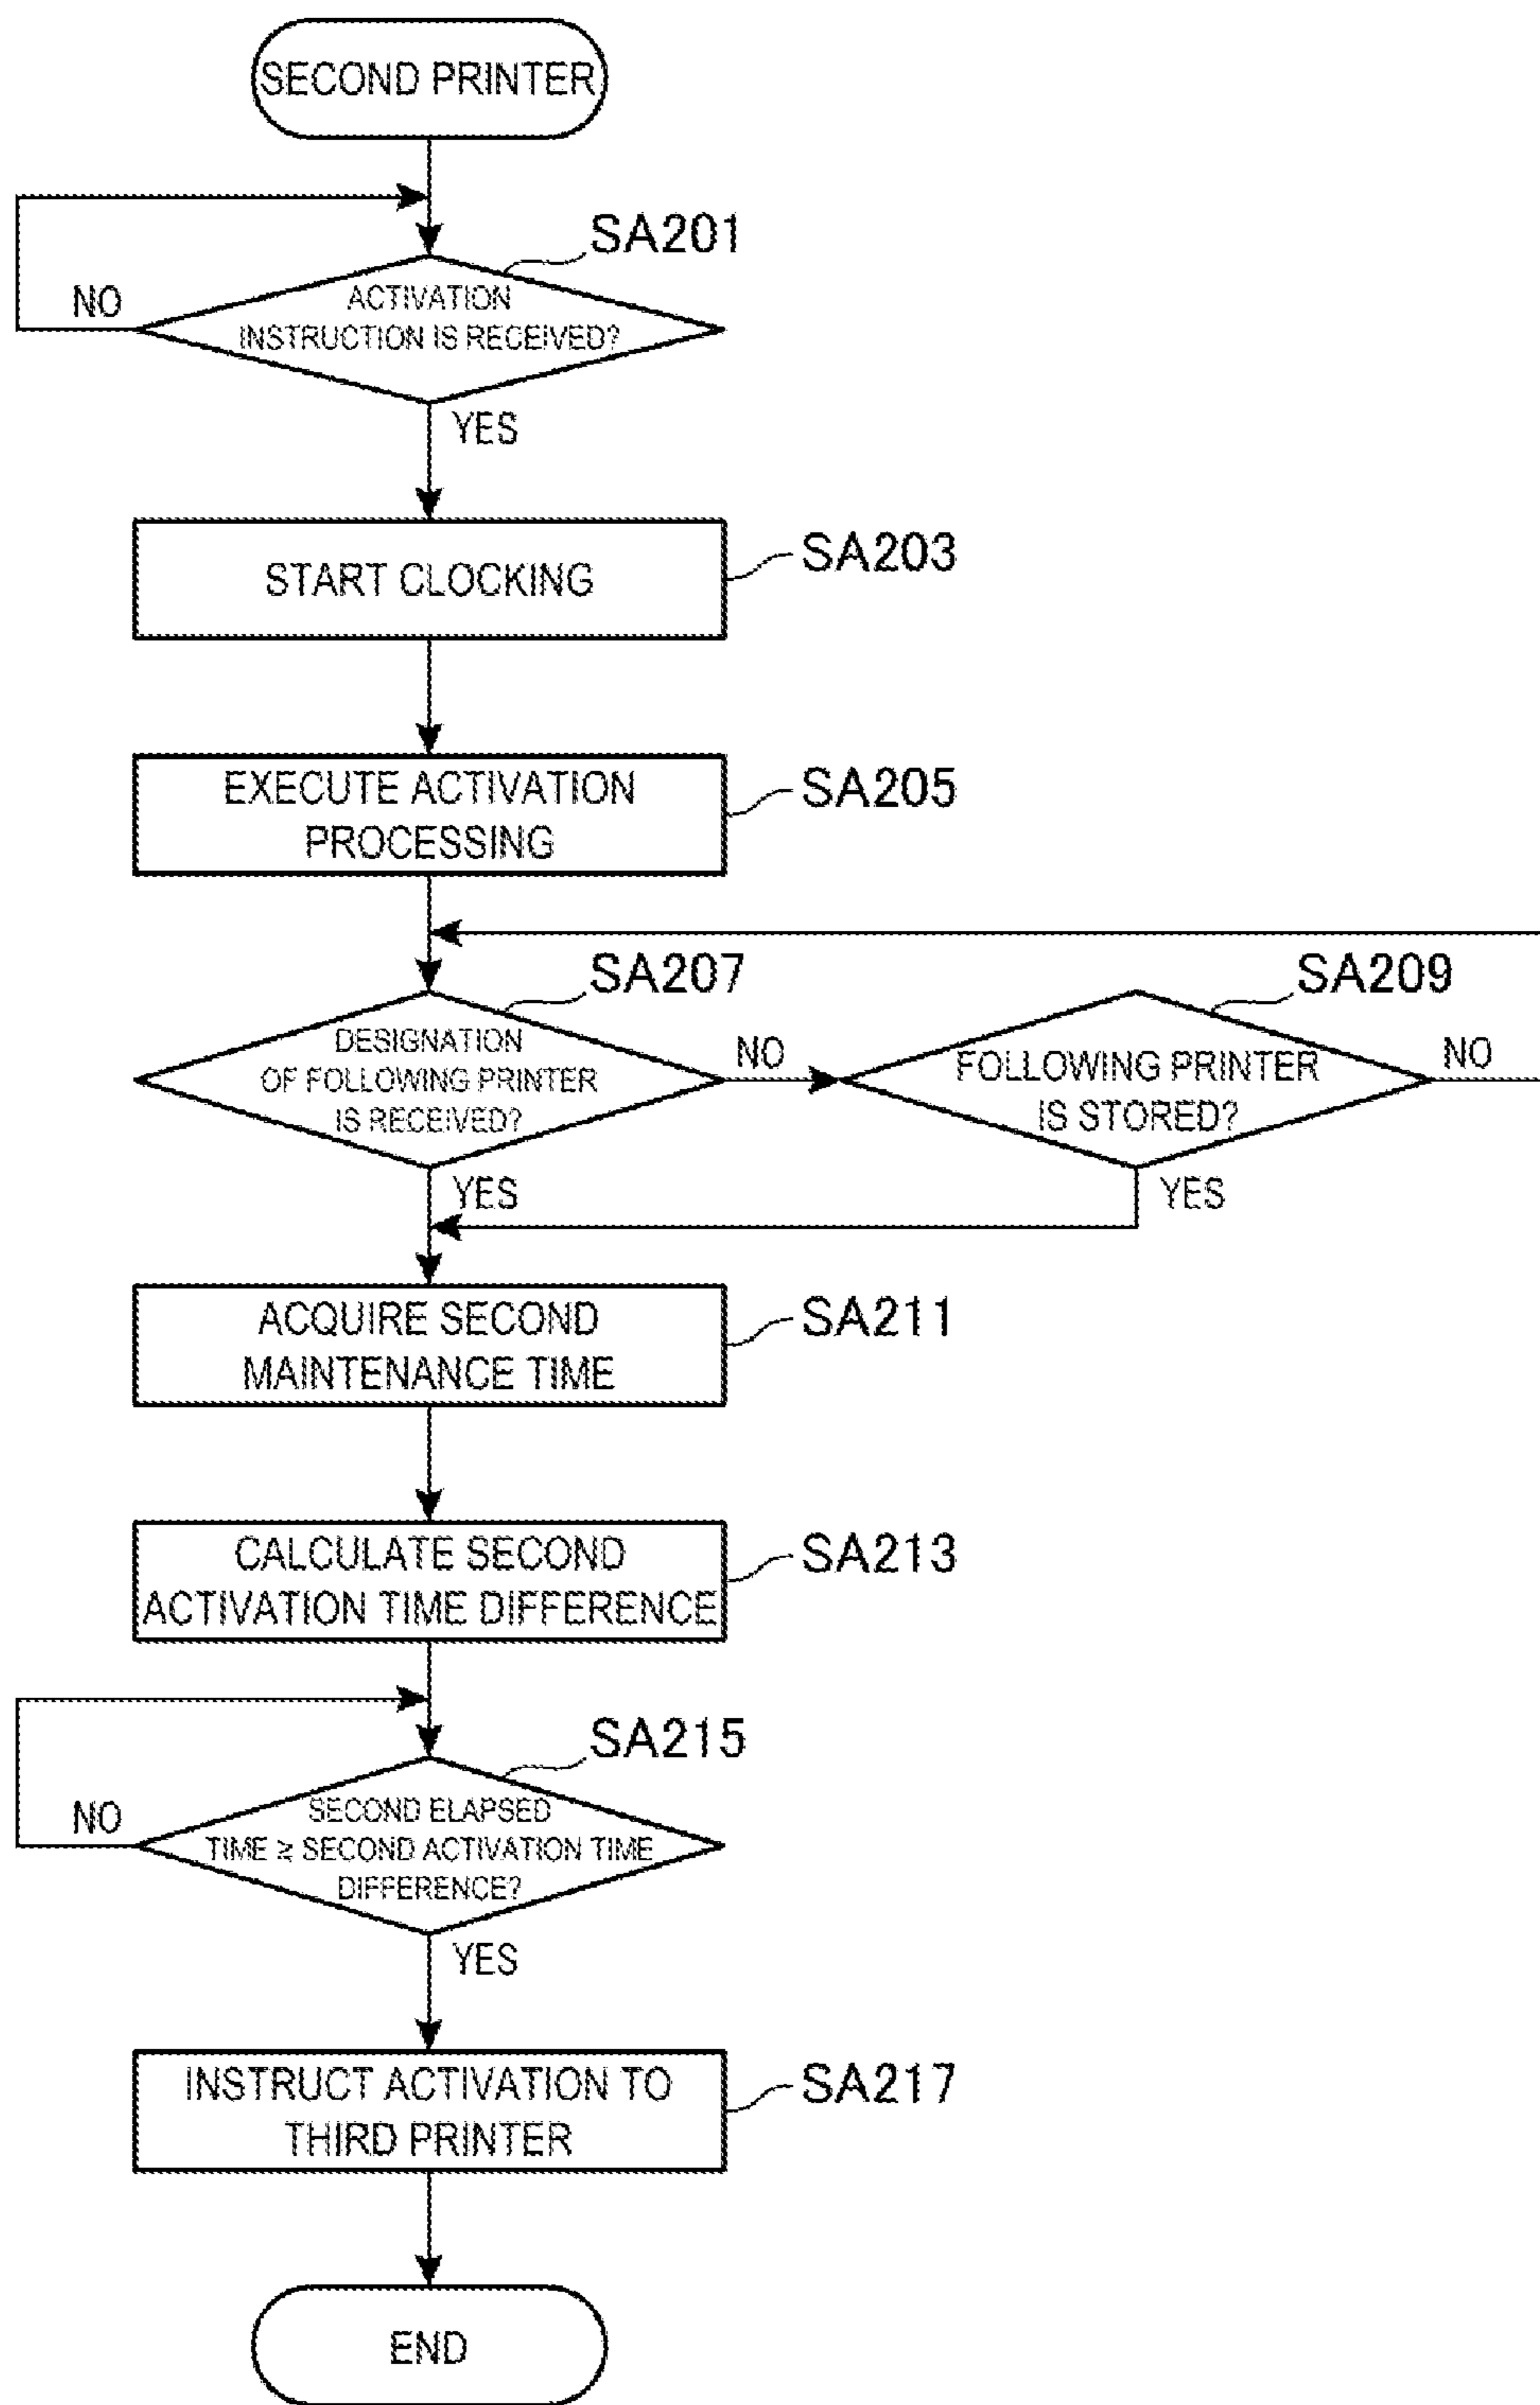 SECOND PRINTER
SA201
NO
ACTIVATION
INSTRUCTION IS RECEIVED?
YES
START CLOCKING
SA203
EXECUTE ACTIVATION
PROCESSING
SA205
SA207
DESIGNATION
OF FOLLOWING PRINTER
IS RECEIVED?
NO
SA209
FOLLOWING PRINTER
IS STORED?
NO
YES
YES
ACQUIRE SECOND
MAINTENANCE TIME
SA211
CALCULATE SECOND
ACTIVATION TIME DIFFERENCE
SA213
SA215
NO
SECOND ELAPSED
TIME ≧ SECOND ACTIVATION TIME
DIFFERENCE?
YES
INSTRUCT ACTIVATION TO
THIRD PRINTER
SA217
END